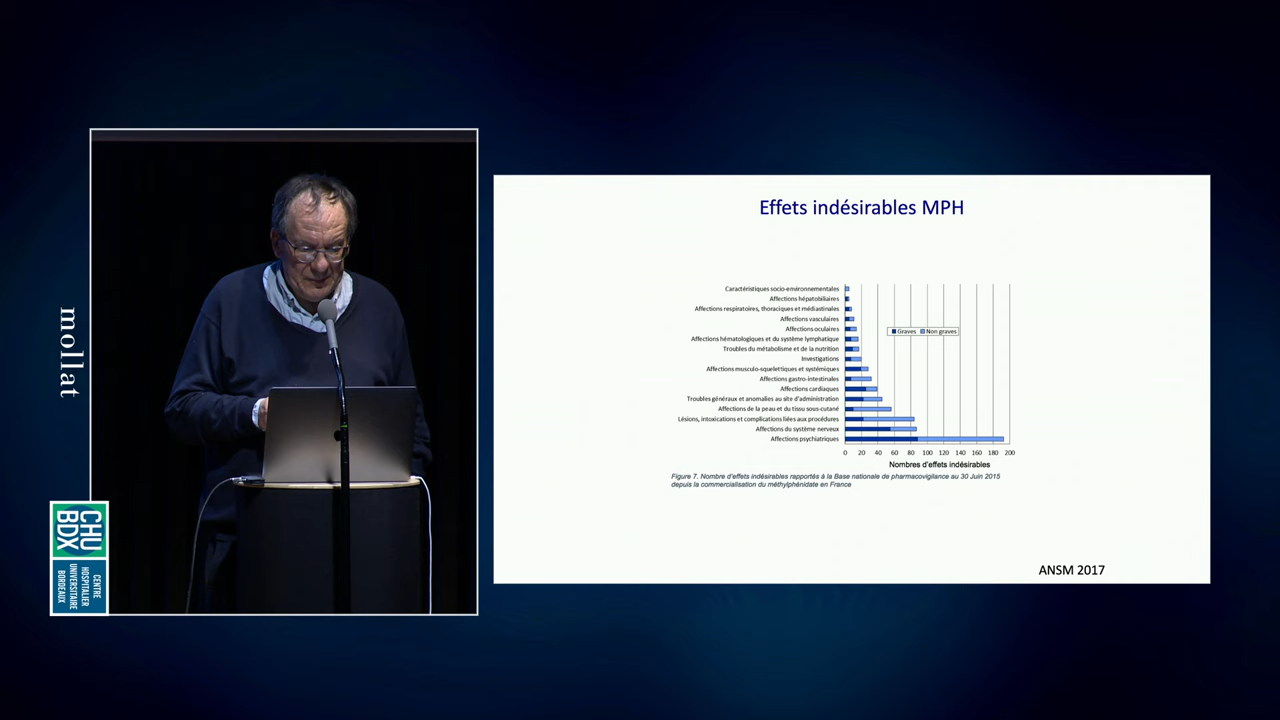 molat
CHU
BDX
CENTRE
HOSPITALIER
UNIVERSITAIRE
BORDEAUX
Effets indésirables MPH
Caractéristiques socio-environnementales
Affections hépatobiliaires
Affections respiratoires, thoraciques et médiastinales
Affections vasculaires
Affections oculaires
Affections hématologiques et du système lymphatique
Troubles du métabolisme et de la nutrition
Investigations
Affections musculo-squelettiques et systémiques
Affections gastro-intestinales
Affections cardiaques
Troubles généraux et anomalies au site d'administration
Affections de la peau et du tissu sous-cutané
Lésions, intoxications et complications liées aux procédures
Affections du système nerveux
Affections psychiatriques
Graves Non graves
0 20 40 60 80 100 120 140 160 180 200
Nombres d'effets indésirables
Figure 7. Nombre d'effets indésirables rapportés à la Base nationale de pharmacovigilance au 30 Juin 2015
depuis la commercialisation du méthylphénidate en France
ANSM 2017